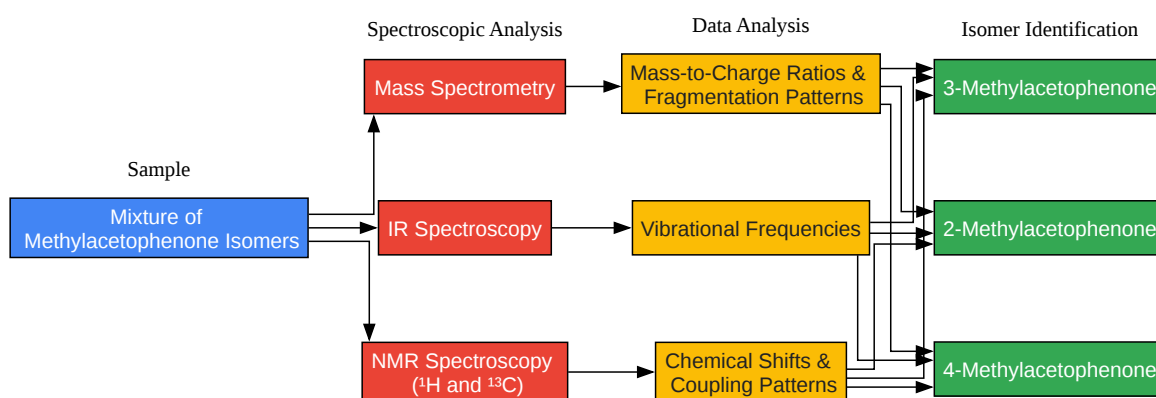 Spectroscopic Analysis
Data Analysis
Isomer Identification
Mass Spectrometry
Mass-to-Charge Ratios &
Fragmentation Patterns
3-Methylacetophenone
Sample
Mixture of
Methylacetophenone Isomers
IR Spectroscopy
Vibrational Frequencies
2-Methylacetophenone
NMR Spectroscopy
(¹H and ¹³C)
Chemical Shifts &
Coupling Patterns
4-Methylacetophenone